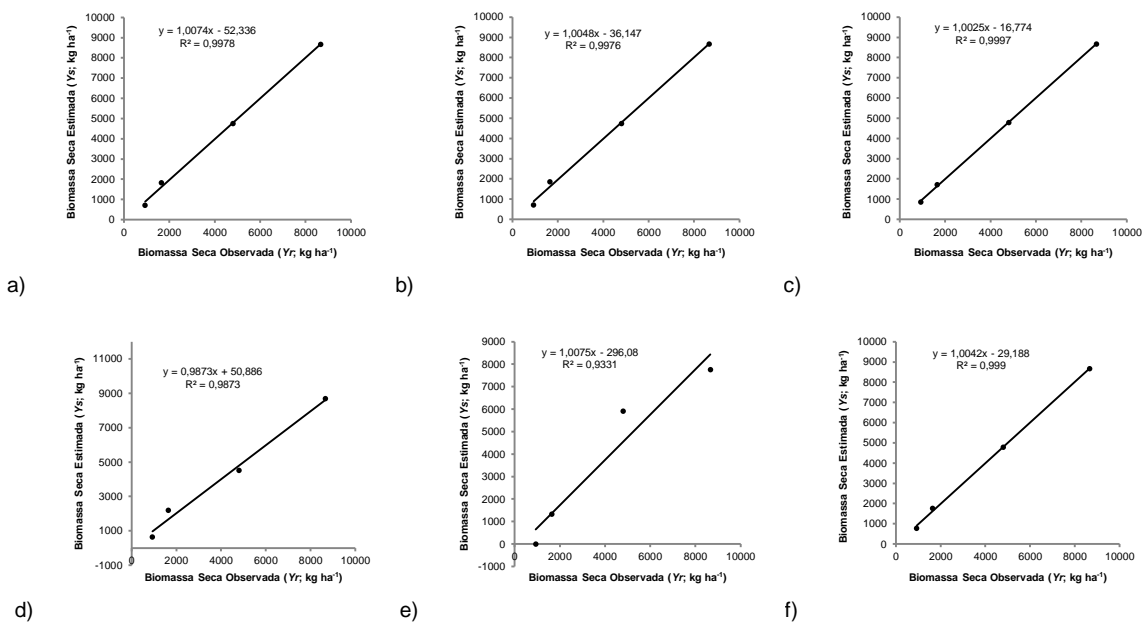 y = 1,0074x - 52,336
R² = 0,9978
Biomassa Seca Estimada (Ys; kg ha⁻¹)
10000
9000
8000
7000
6000
5000
4000
3000
2000
1000
0
0 2000 4000 6000 8000 10000
Biomassa Seca Observada (Yr; kg ha⁻¹)
a)
y = 1,0048x - 36,147
R² = 0,9976
Biomassa Seca Estimada (Ys; kg ha⁻¹)
10000
9000
8000
7000
6000
5000
4000
3000
2000
1000
0
0 2000 4000 6000 8000 10000
Biomassa Seca Observada (Yr; kg ha⁻¹)
b)
y = 1,0025x - 16,774
R² = 0,9997
Biomassa Seca Estimada (Ys; kg ha⁻¹)
10000
9000
8000
7000
6000
5000
4000
3000
2000
1000
0
0 2000 4000 6000 8000 10000
Biomassa Seca Observada (Yr; kg ha⁻¹)
c)
y = 0,9873x + 50,886
R² = 0,9873
Biomassa Seca Estimada (Ys; kg ha⁻¹)
11000
9000
7000
5000
3000
1000
-1000
0 2000 4000 6000 8000 10000
Biomassa Seca Observada (Yr; kg ha⁻¹)
d)
y = 1,0075x - 296,08
R² = 0,9331
Biomassa Seca Estimada (Ys; kg ha⁻¹)
9000
8000
7000
6000
5000
4000
3000
2000
1000
0
-1000
0 2000 4000 6000 8000 10000
Biomassa Seca Observada (Yr; kg ha⁻¹)
e)
y = 1,0042x - 29,188
R² = 0,999
Biomassa Seca Estimada (Ys; kg ha⁻¹)
10000
9000
8000
7000
6000
5000
4000
3000
2000
1000
0
0 2000 4000 6000 8000 10000
Biomassa Seca Observada (Yr; kg ha⁻¹)
f)